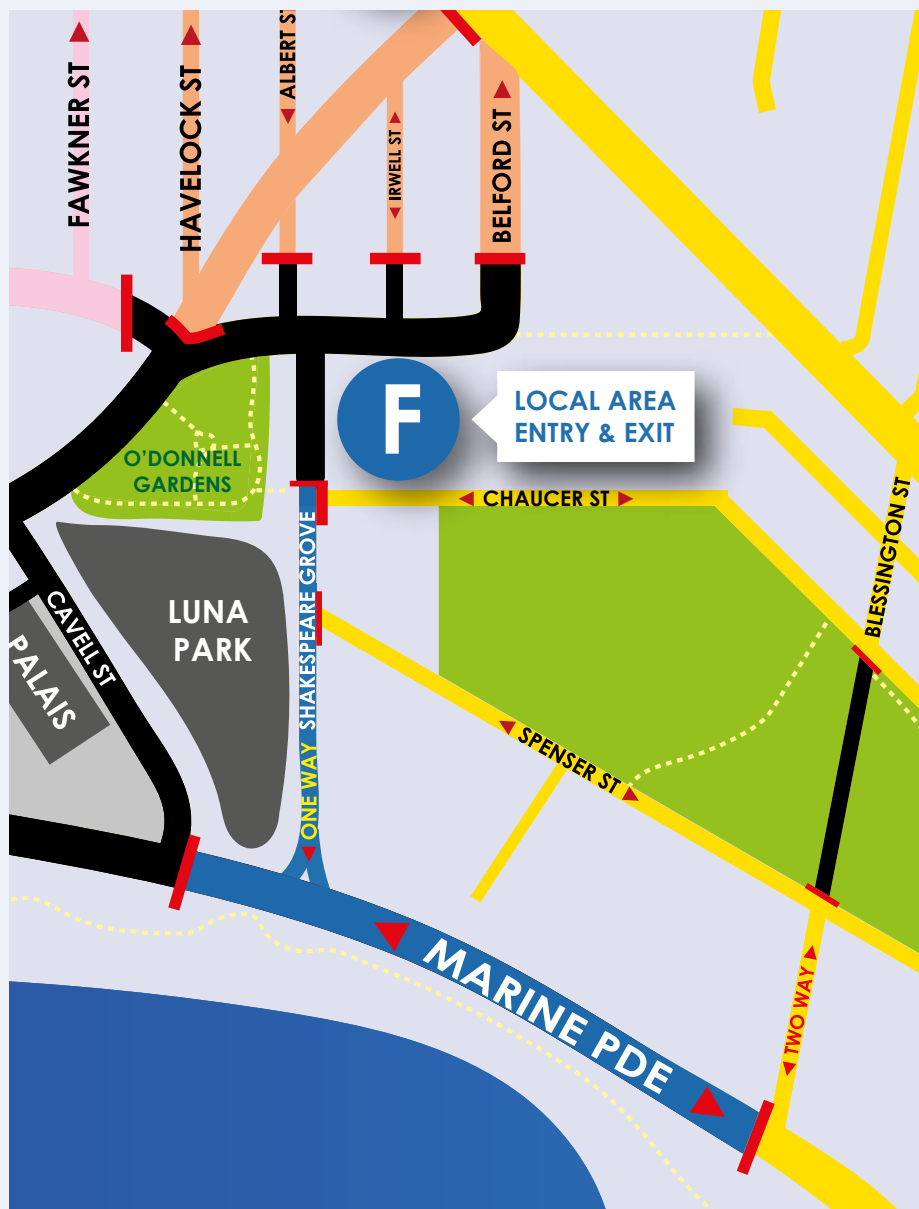 FAWKNER ST
HAVELOCK ST
ALBERT ST
IRWELL ST
BELFORD ST
F
LOCAL AREA
ENTRY & EXIT
O'DONNELL
GARDENS
CHAUCER ST
BLESSINGTON ST
LUNA
PARK
ONE WAY SHAKESPEARE GROVE
CAVELL ST
PALAIS
SPENSER ST
MARINE PDE
TWO WAY